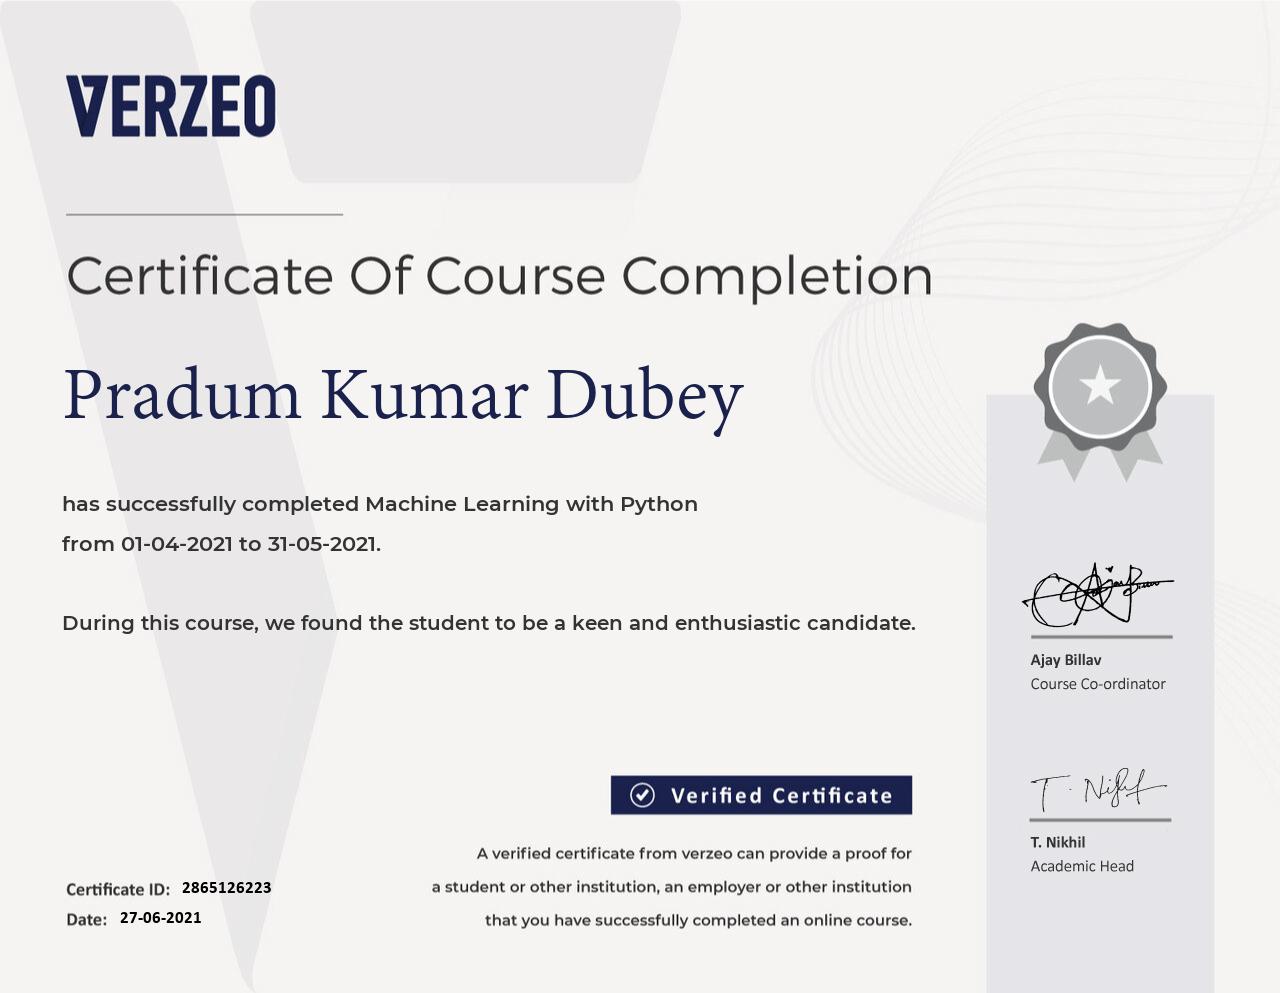 VERZEO
Certificate Of Course Completion
Pradum Kumar Dubey
has successfully completed Machine Learning with Python
from 01-04-2021 to 31-05-2021.
During this course, we found the student to be a keen and enthusiastic candidate.
Ajay Billav
Course Co-ordinator
T. Nikhil
T. Nikhil
Academic Head
Verified Certificate
A verified certificate from verzeo can provide a proof for
a student or other institution, an employer or other institution
that you have successfully completed an online course.
Certificate ID: 2865126223
Date: 27-06-2021